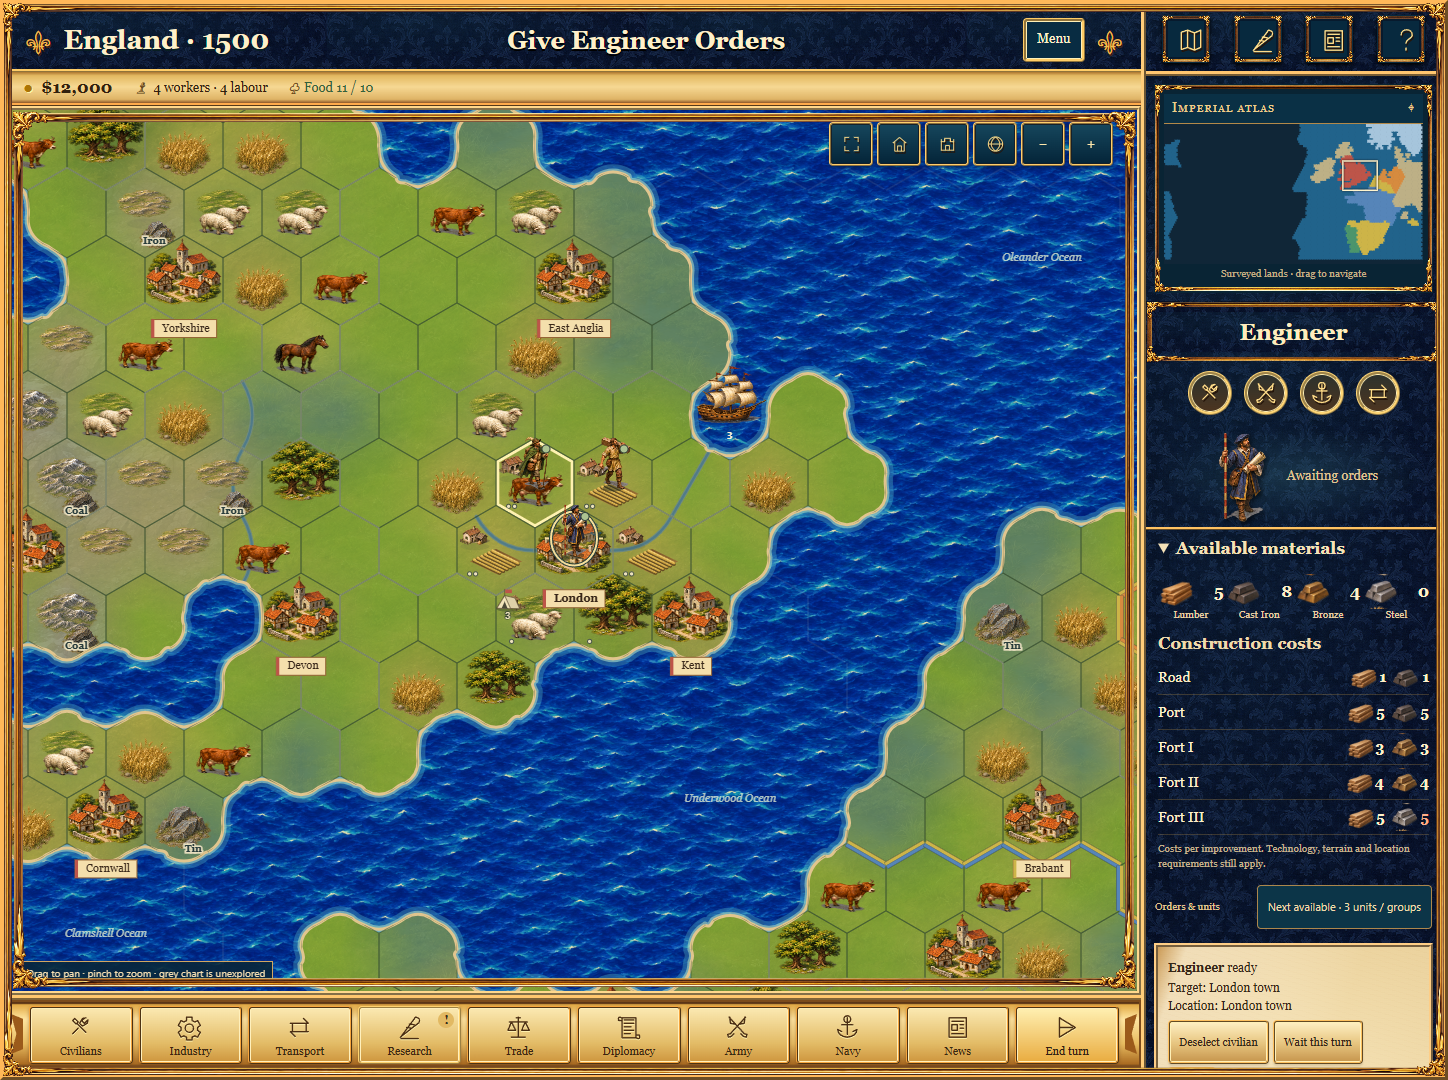 England · 1500
Give Engineer Orders
Menu
$12,000
4 workers · 4 labour
Food 11 / 10
Imperial atlas
Surveyed lands · drag to navigate
Engineer
Awaiting orders
▼ Available materials
5 8 4 0
Lumber Cast Iron Bronze Steel
Construction costs
Road 1 1
Port 5 5
Fort I 3 3
Fort II 4 4
Fort III 5 5
Costs per improvement. Technology, terrain and location
requirements still apply.
Orders & units
Next available · 3 units / groups
Engineer ready
Target: London town
Location: London town
Deselect civilian
Wait this turn
Oleander Ocean
Iron
Yorkshire
East Anglia
3
Coal
Iron
London
3
Coal
Devon
Kent
Tin
Underwood Ocean
Tin
Cornwall
Brabant
Clamshell Ocean
Drag to pan · pinch to zoom · grey chart is unexplored
Civilians
Industry
Transport
Research
!
Trade
Diplomacy
Army
Navy
News
End turn